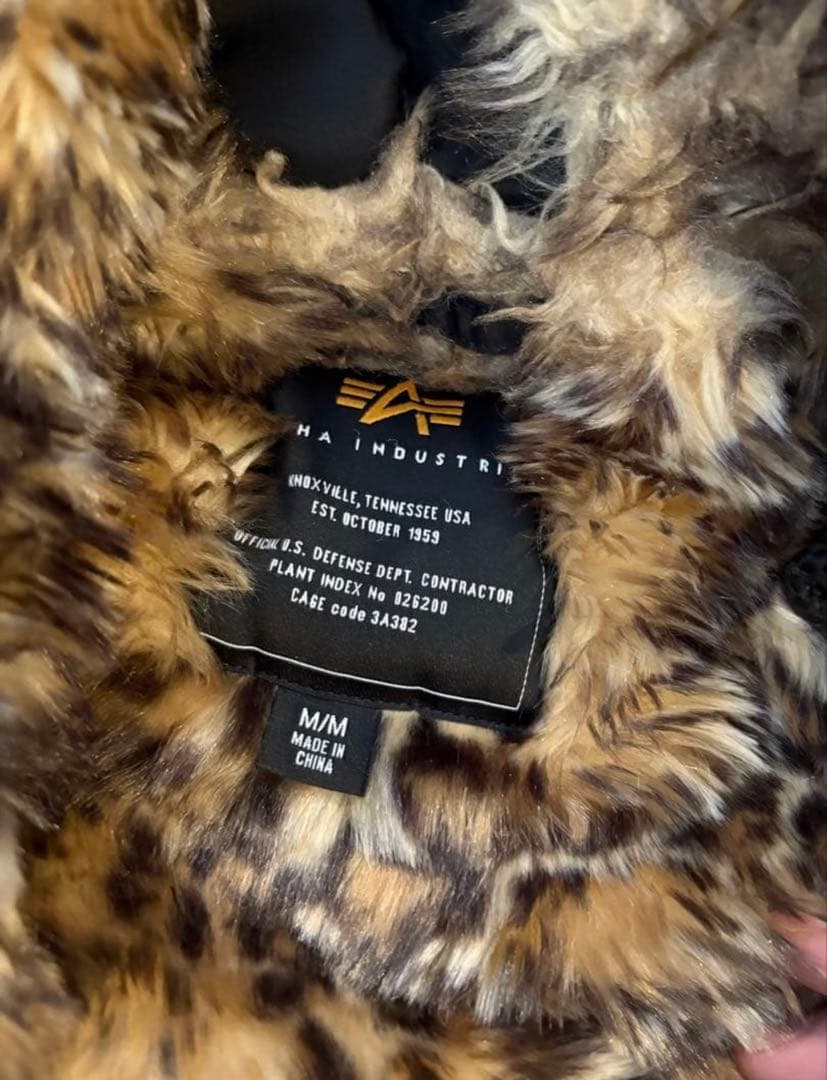 HA INDUSTRI
KNOXVILLE, TENNESSEE USA
EST. OCTOBER 1959
OFFICIAL U.S. DEFENSE DEPT. CONTRACTOR
PLANT INDEX No 026200
CAGE code 3A382
M/M
MADE IN
CHINA